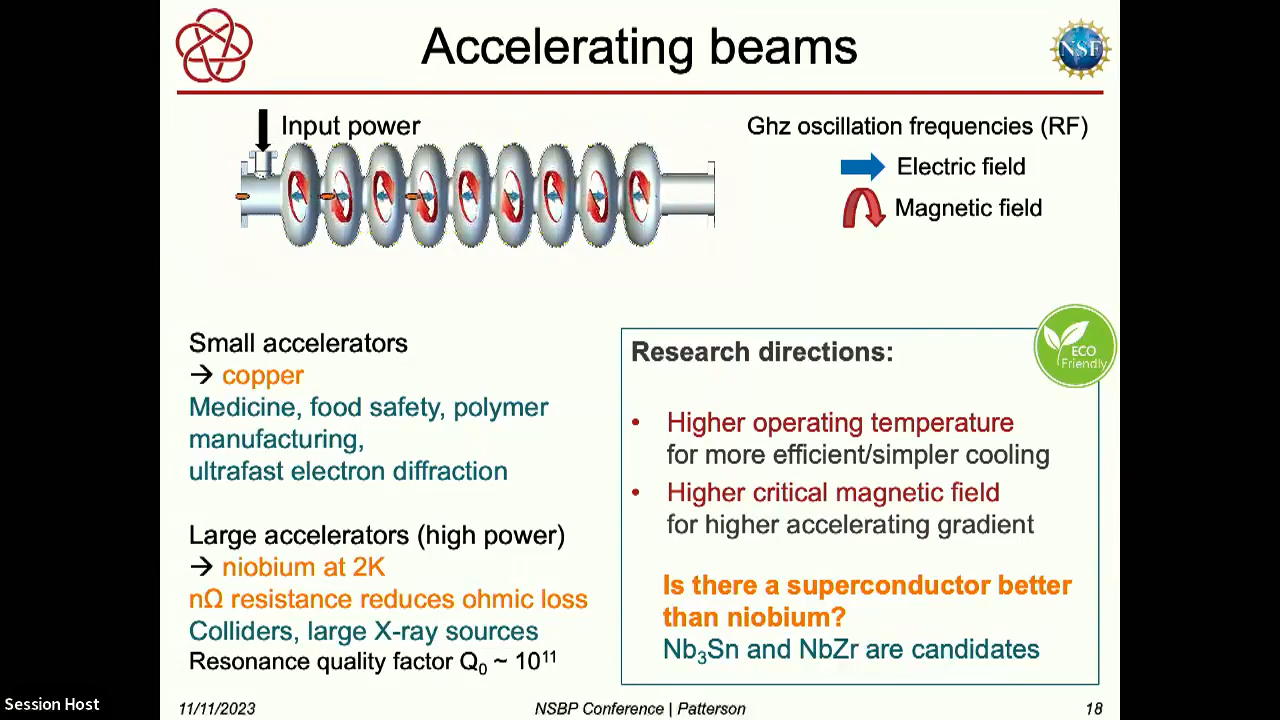 Accelerating beams
NSF
Input power
Ghz oscillation frequencies (RF)
Electric field
Magnetic field
Small accelerators
→ copper
Medicine, food safety, polymer
manufacturing,
ultrafast electron diffraction
Large accelerators (high power)
→ niobium at 2K
nΩ resistance reduces ohmic loss
Colliders, large X-ray sources
Resonance quality factor Q₀ ~ 10¹¹
ECO
Friendly
Research directions:
• Higher operating temperature
for more efficient/simpler cooling
• Higher critical magnetic field
for higher accelerating gradient
Is there a superconductor better
than niobium?
Nb₃Sn and NbZr are candidates
Session Host
11/11/2023
NSBP Conference | Patterson
18